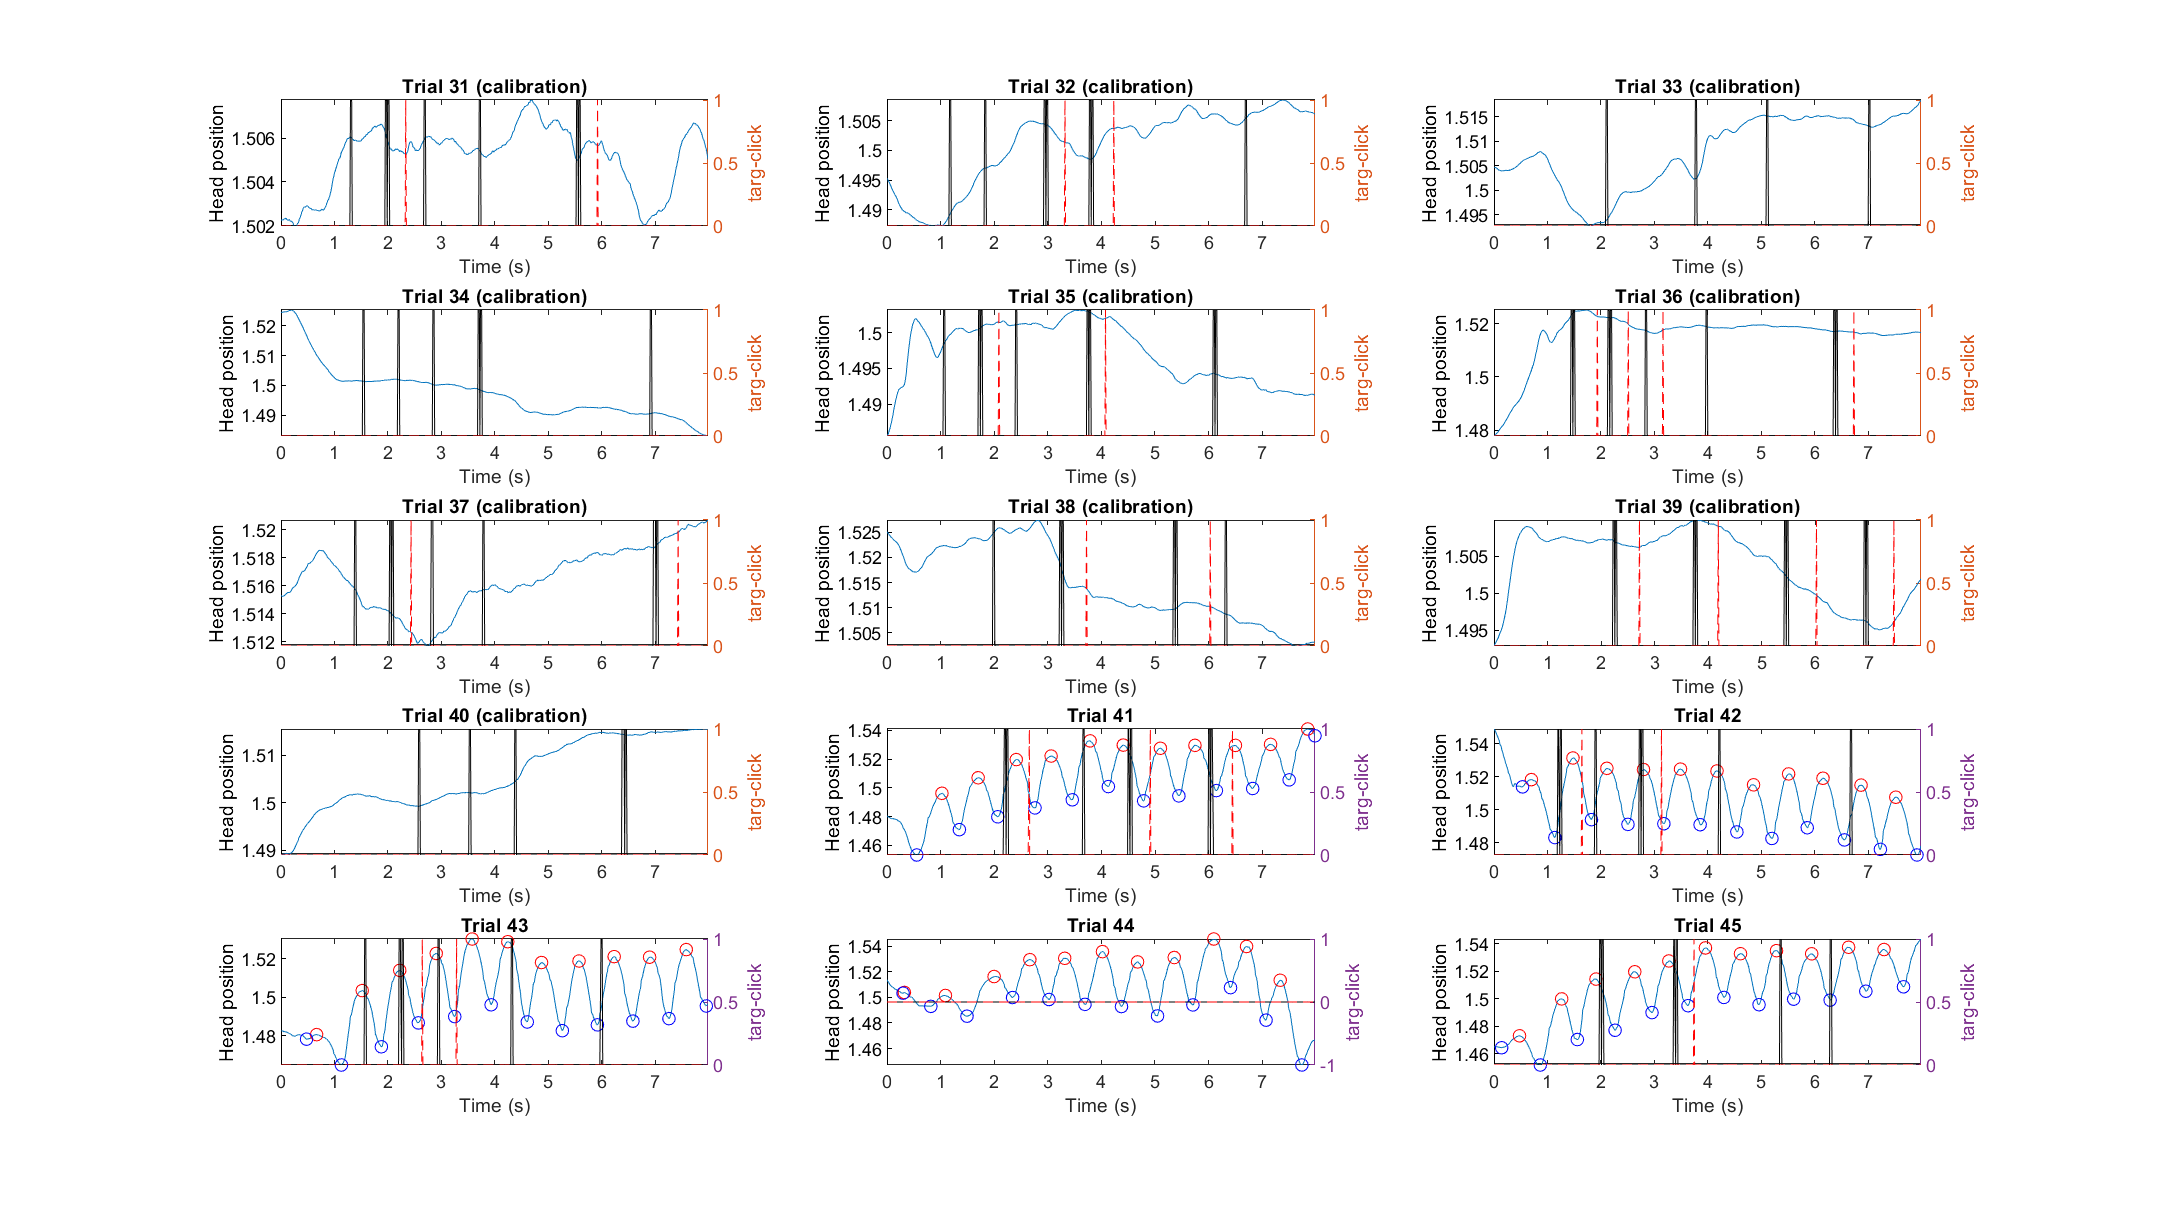 Trial 31 (calibration)
Head position
1.506
1.504
1.502
0 1 2 3 4 5 6 7
Time (s)
1
0.5
0
targ-click
Trial 32 (calibration)
Head position
1.505
1.5
1.495
1.49
0 1 2 3 4 5 6 7
Time (s)
1
0.5
0
targ-click
Trial 33 (calibration)
Head position
1.515
1.51
1.505
1.5
1.495
0 1 2 3 4 5 6 7
Time (s)
1
0.5
0
targ-click
Trial 34 (calibration)
Head position
1.52
1.51
1.5
1.49
0 1 2 3 4 5 6 7
Time (s)
1
0.5
0
targ-click
Trial 35 (calibration)
Head position
1.5
1.495
1.49
0 1 2 3 4 5 6 7
Time (s)
1
0.5
0
targ-click
Trial 36 (calibration)
Head position
1.52
1.5
1.48
0 1 2 3 4 5 6 7
Time (s)
1
0.5
0
targ-click
Trial 37 (calibration)
Head position
1.52
1.518
1.516
1.514
1.512
0 1 2 3 4 5 6 7
Time (s)
1
0.5
0
targ-click
Trial 38 (calibration)
Head position
1.525
1.52
1.515
1.51
1.505
0 1 2 3 4 5 6 7
Time (s)
1
0.5
0
targ-click
Trial 39 (calibration)
Head position
1.505
1.5
1.495
0 1 2 3 4 5 6 7
Time (s)
1
0.5
0
targ-click
Trial 40 (calibration)
Head position
1.51
1.5
1.49
0 1 2 3 4 5 6 7
Time (s)
1
0.5
0
targ-click
Trial 41
Head position
1.54
1.52
1.5
1.48
1.46
0 1 2 3 4 5 6 7
Time (s)
1
0.5
0
targ-click
Trial 42
Head position
1.54
1.52
1.5
1.48
0 1 2 3 4 5 6 7
Time (s)
1
0.5
0
targ-click
Trial 43
Head position
1.52
1.5
1.48
0 1 2 3 4 5 6 7
Time (s)
1
0.5
0
targ-click
Trial 44
Head position
1.54
1.52
1.5
1.48
1.46
0 1 2 3 4 5 6 7
Time (s)
1
0
-1
targ-click
Trial 45
Head position
1.54
1.52
1.5
1.48
1.46
0 1 2 3 4 5 6 7
Time (s)
1
0.5
0
targ-click